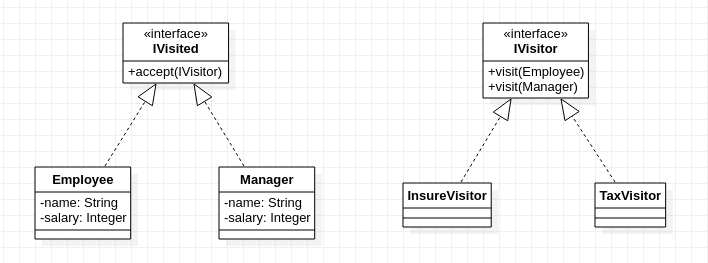 «interface»
IVisited
+accept(IVisitor)
«interface»
IVisitor
+visit(Employee)
+visit(Manager)
Employee
-name: String
-salary: Integer
Manager
-name: String
-salary: Integer
InsureVisitor
TaxVisitor